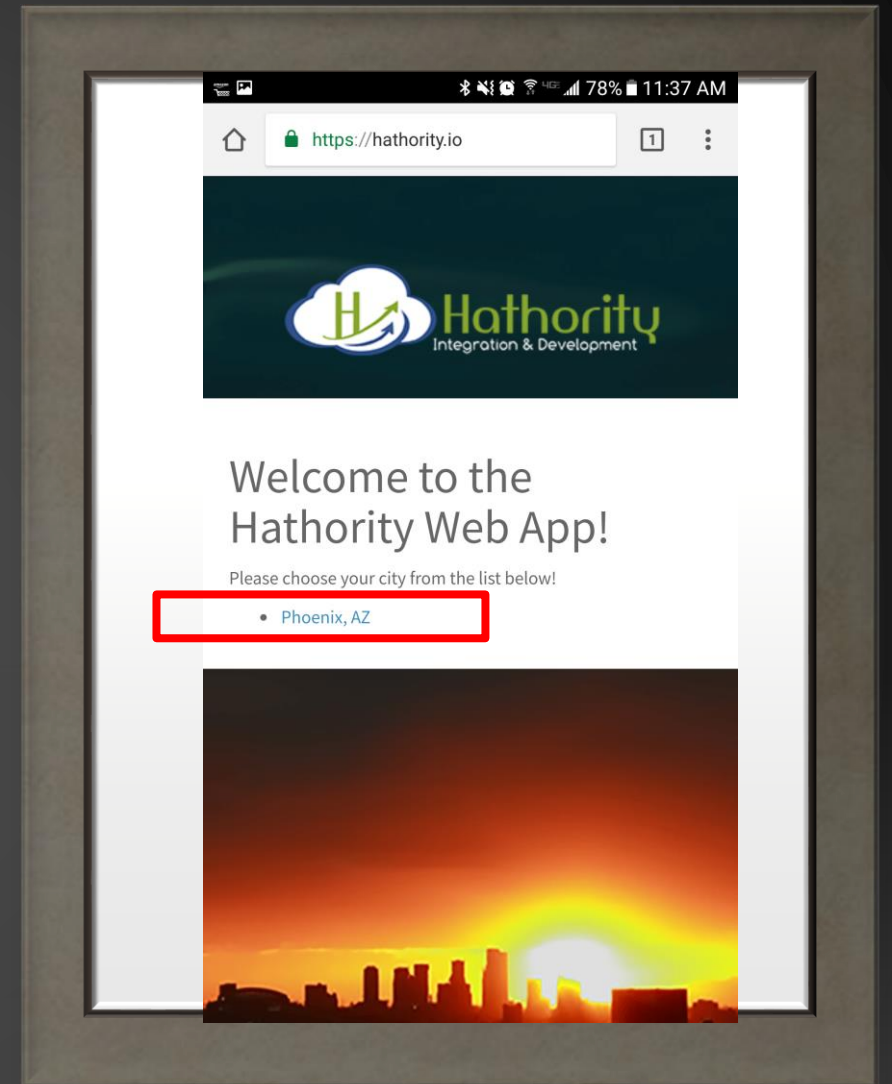 4G 78% 11:37 AM
https://hathority.io 1
H
Hathority
Integration & Development
Welcome to the
Hathority Web App!
Please choose your city from the list below!
• Phoenix, AZ